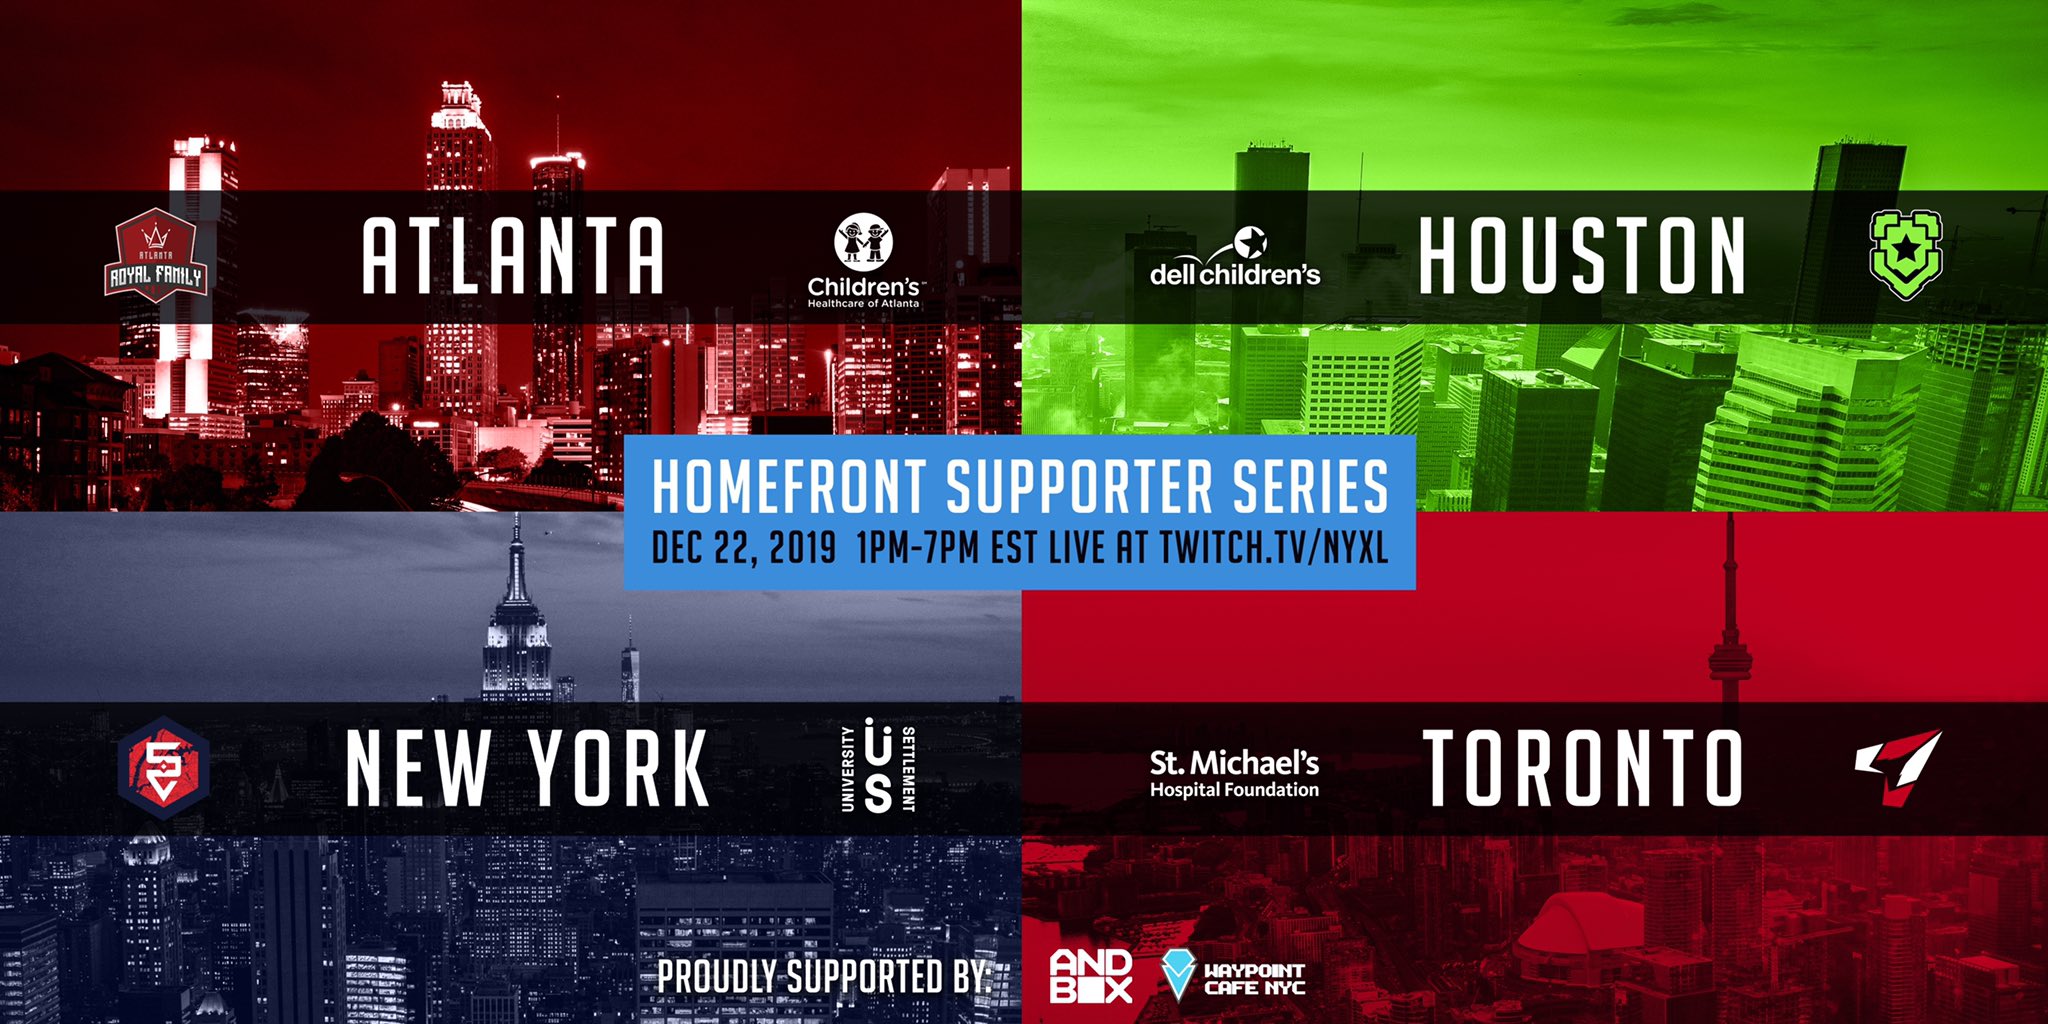 ATLANTA
ROYAL FAMILY
ATLANTA
Children's
Healthcare of Atlanta
dell children's
HOUSTON
HOMEFRONT SUPPORTER SERIES
DEC 22, 2019 1PM-7PM EST LIVE AT TWITCH.TV/NYXL
5V
NEW YORK
UNIVERSITY
US
SETTLEMENT
St. Michael's
Hospital Foundation
TORONTO
PROUDLY SUPPORTED BY:
AND
BOX
WAYPOINT
CAFE NYC